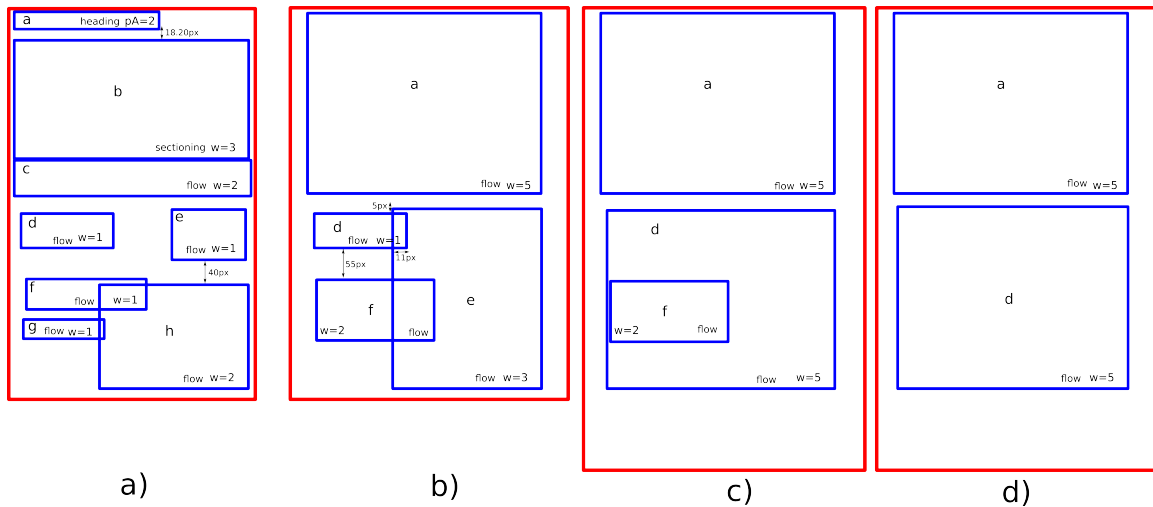 a heading pA=2
18.20px
b
sectioning w=3
c
flow w=2
d
flow w=1
e
flow w=1
40px
f
flow w=1
g flow w=1
h
flow w=2
a)
a
flow w=5
5px
d
flow w=1
11px
55px
f
w=2 flow
e
flow w=3
b)
a
flow w=5
d
f
w=2 flow
flow w=5
c)
a
flow w=5
d
flow w=5
d)